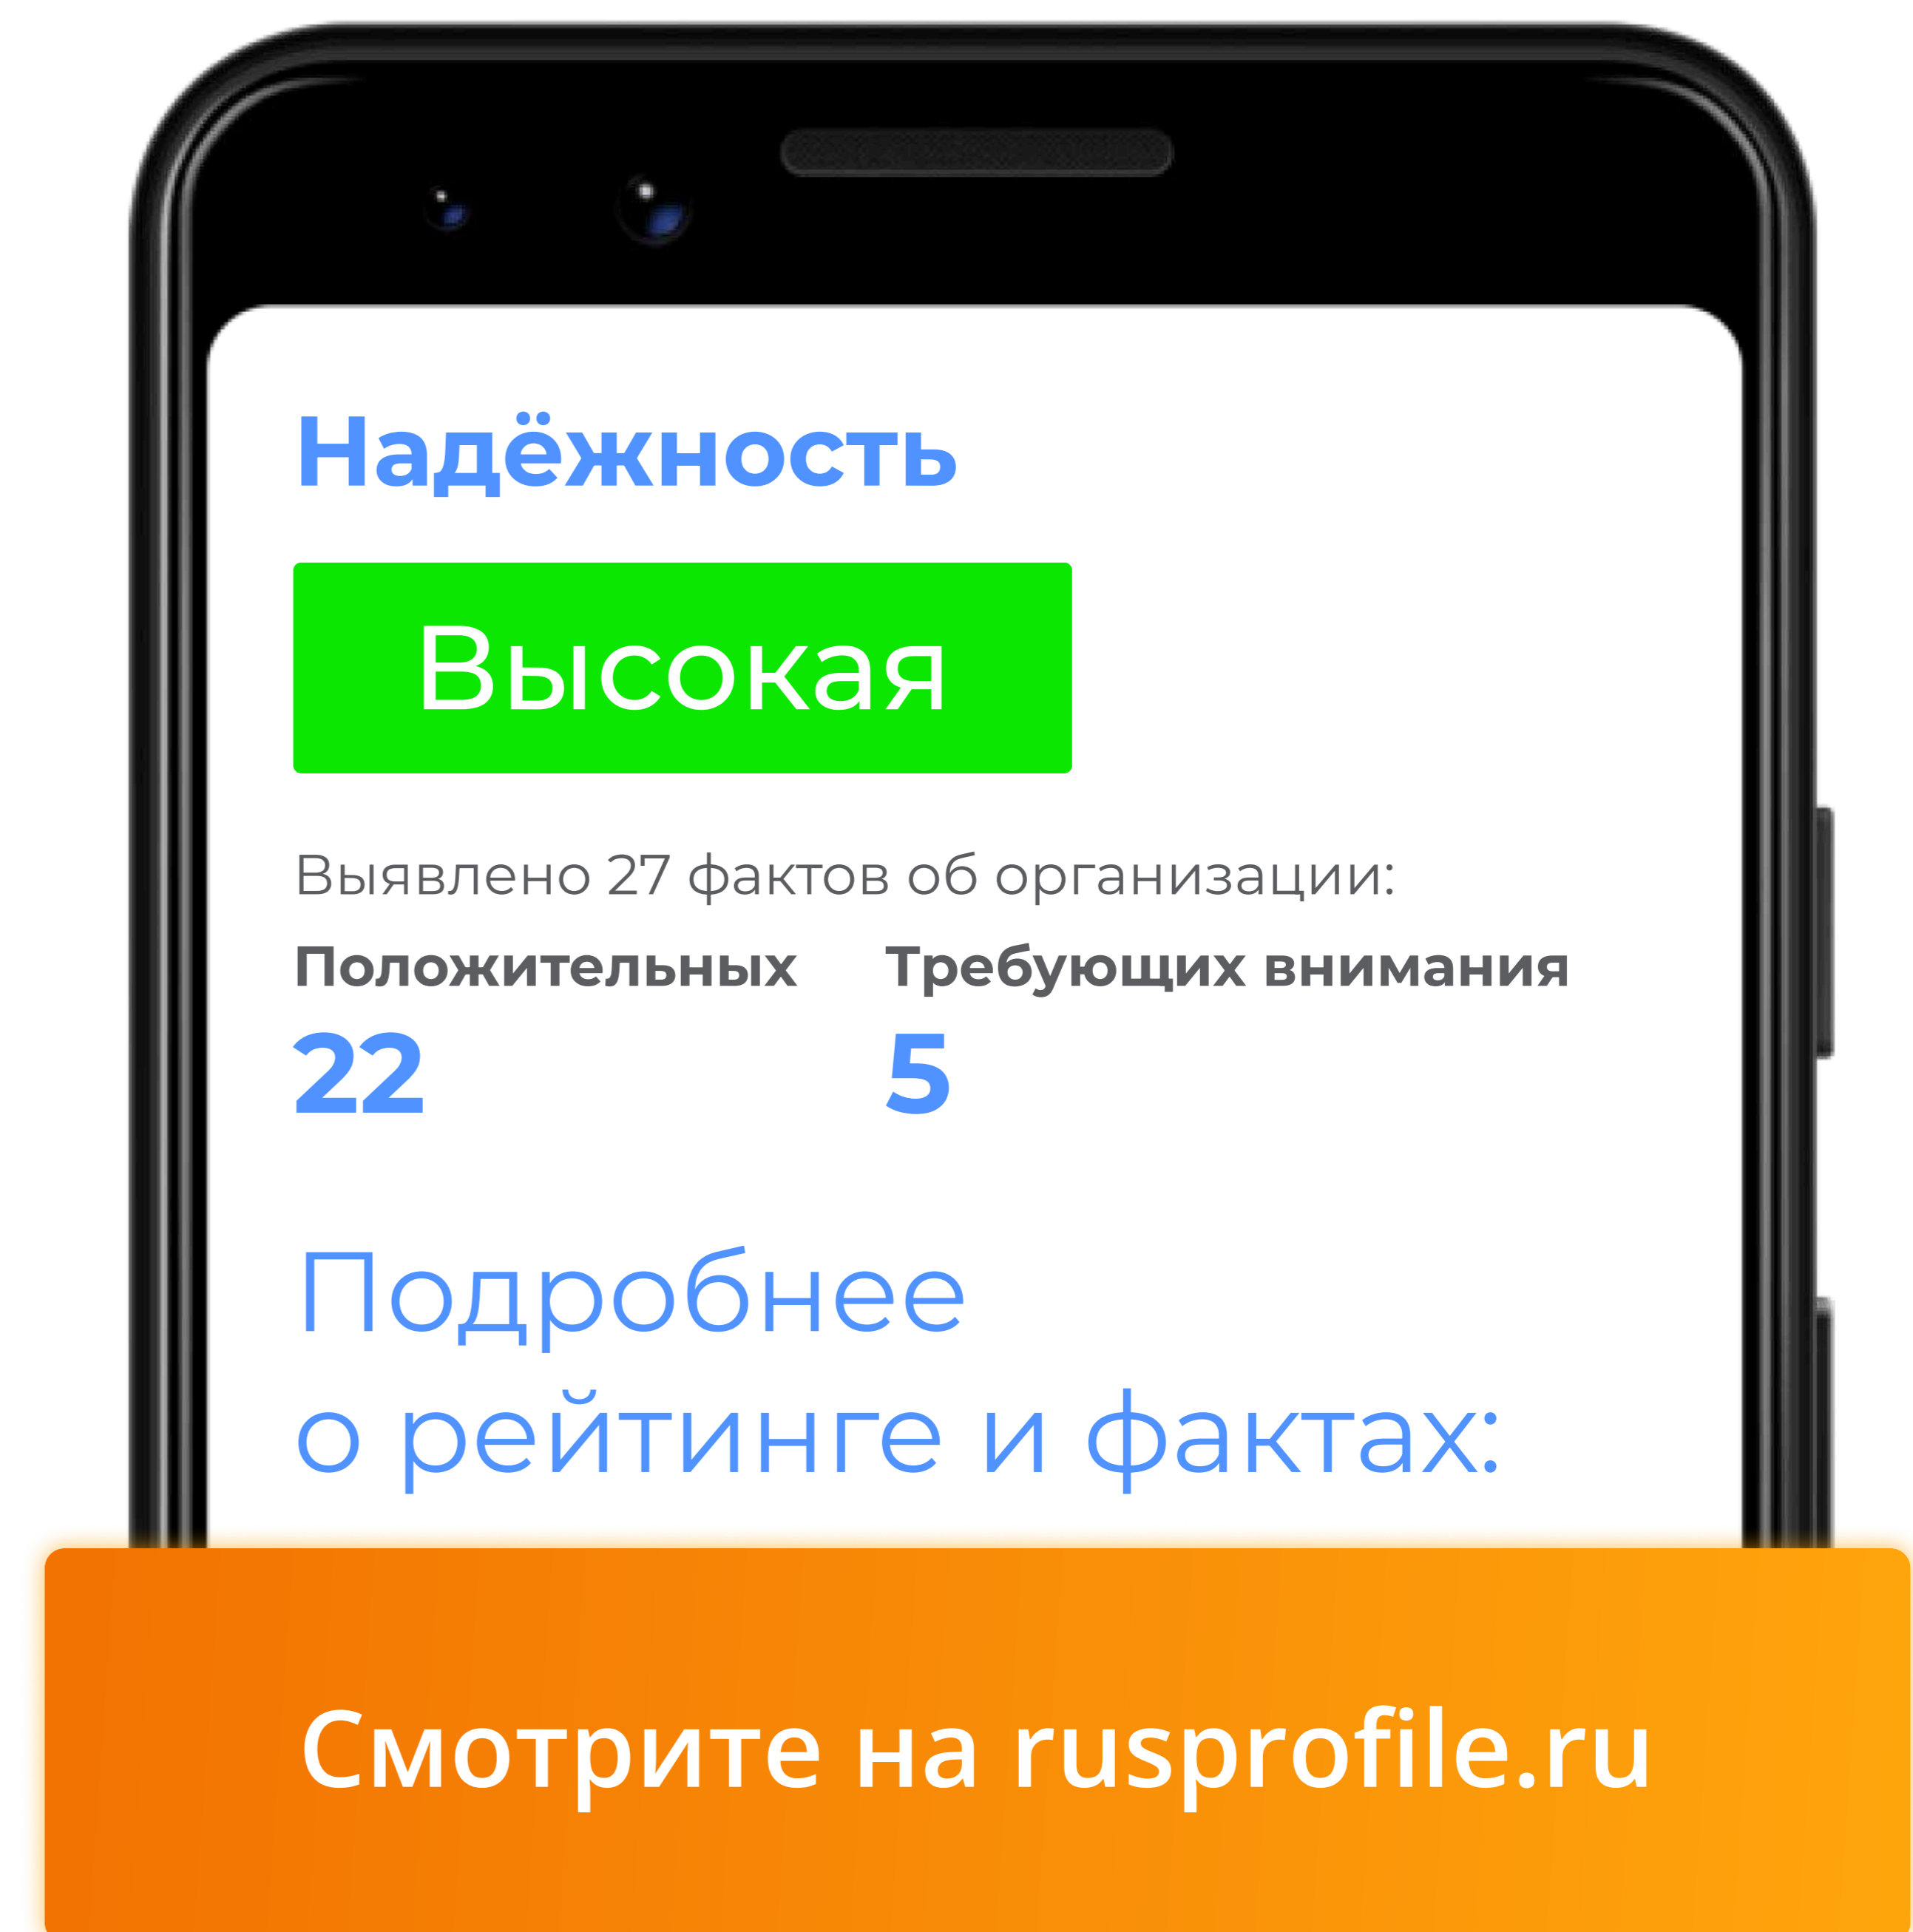 Надёжность
Высокая
Выявлено 27 фактов об организации:
Положительных Требующих внимания
22 5
Подробнее
о рейтинге и фактах:
Смотрите на rusprofile.ru